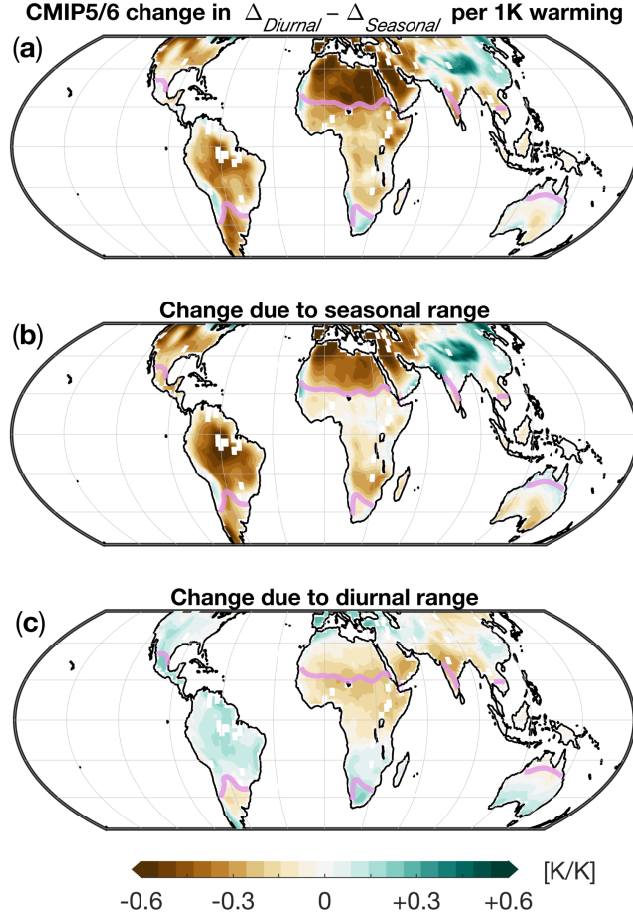 CMIP5/6 change in Δ_Diurnal − Δ_Seasonal per 1K warming
(a)
Change due to seasonal range
(b)
Change due to diurnal range
(c)
[K/K]
-0.6 -0.3 0 +0.3 +0.6